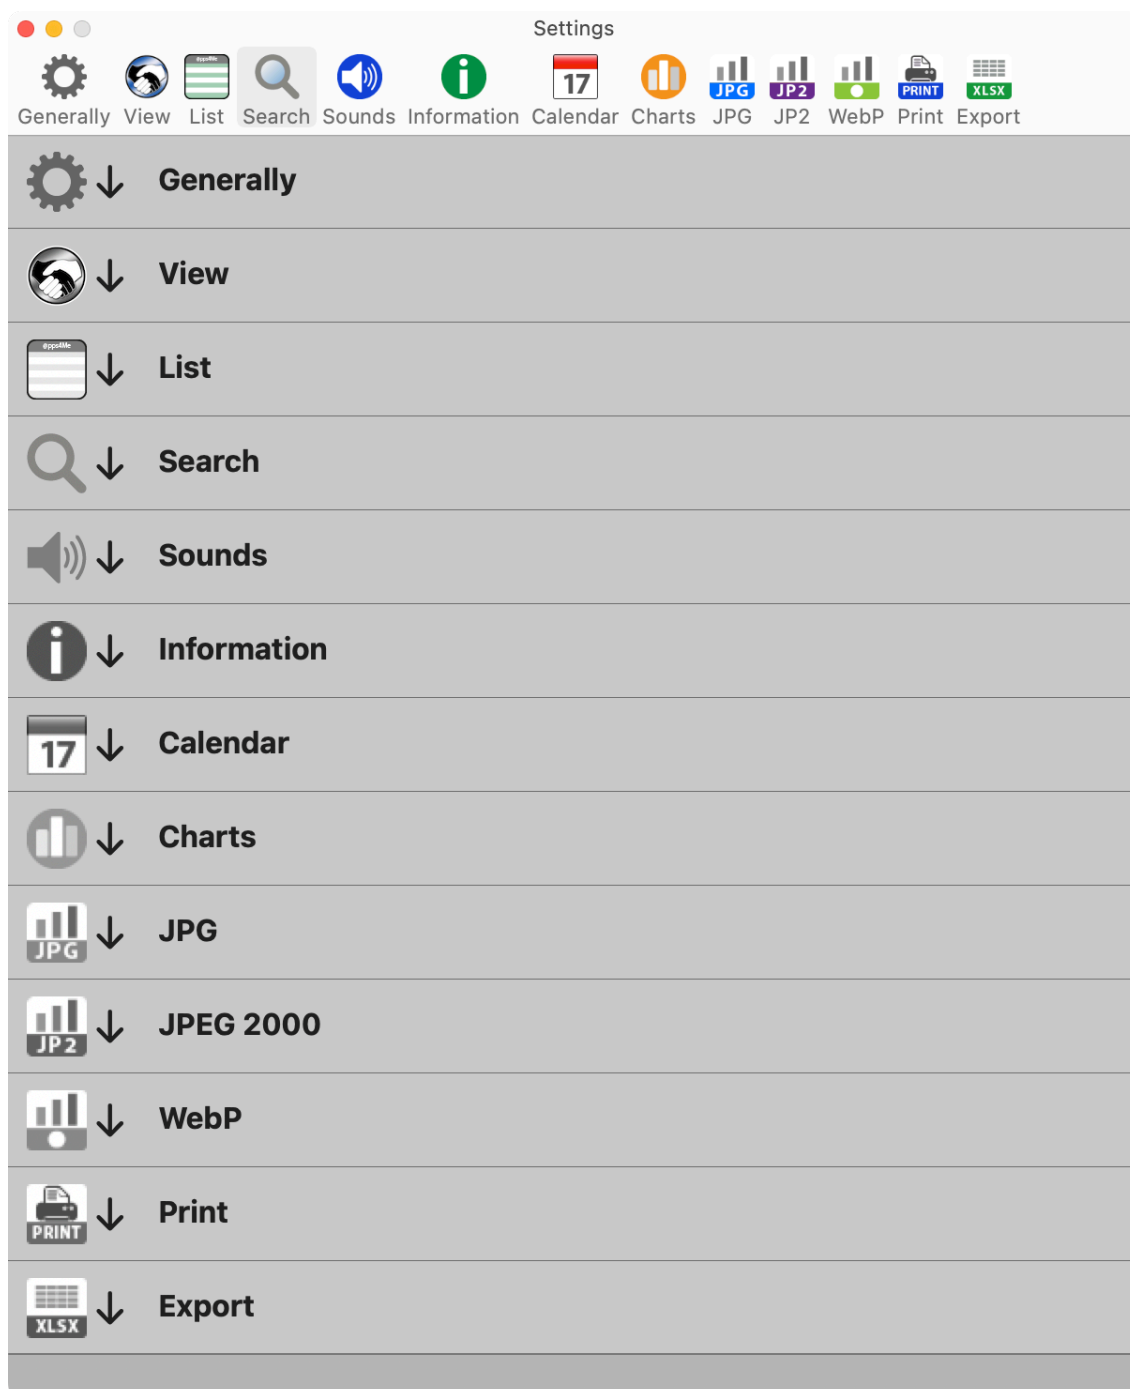 Settings
@pps4Me
17
JPG
JP2
PRINT
XLSX
Generally View List Search Sounds Information Calendar Charts JPG JP2 WebP Print Export
Generally
View
@pps4Me
List
Search
Sounds
Information
17
Calendar
Charts
JPG
JPG
JP2
JPEG 2000
WebP
PRINT
Print
XLSX
Export